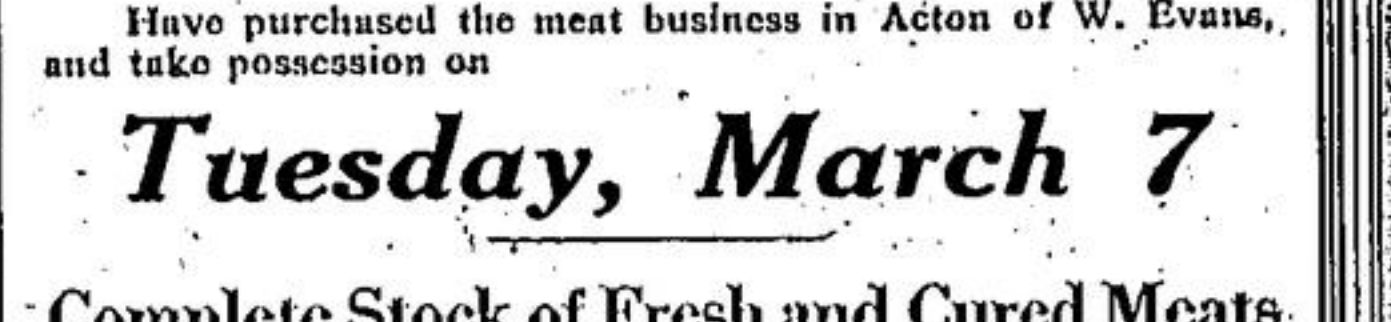 Have purchased the meat business in Acton of W. Evans,
and take possession on
Tuesday, March 7
Complete Stock of Fresh and Cured Meats.